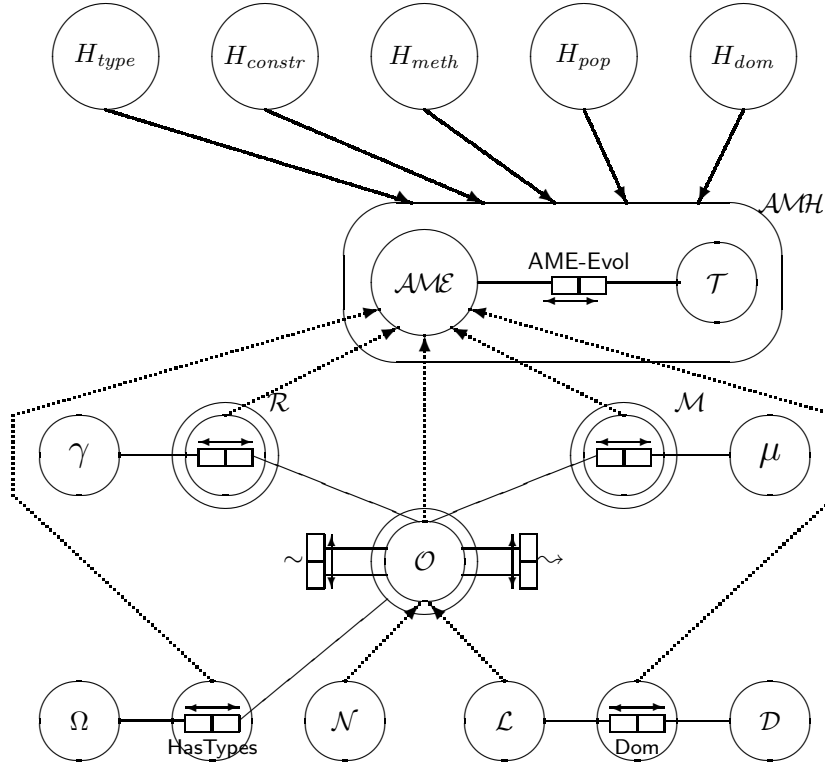 H_type H_constr H_meth H_pop H_dom
𝒜ℳℋ
AME-Evol
𝒜ℳℰ 𝒯
ℛ ℳ
γ μ
∼ 𝒪 ⇝
Ω 𝒩 ℒ 𝒟
HasTypes Dom